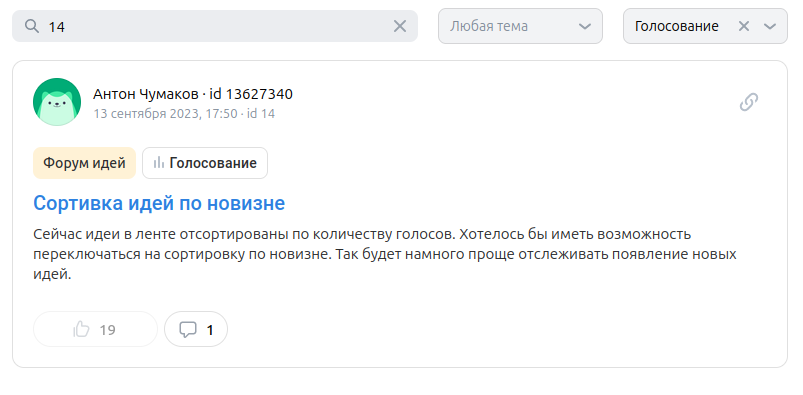 14
Любая тема
Голосование
Антон Чумаков · id 13627340
13 сентября 2023, 17:50 · id 14
Форум идей
Голосование
Сортивка идей по новизне
Сейчас идеи в ленте отсортированы по количеству голосов. Хотелось бы иметь возможность
переключаться на сортировку по новизне. Так будет намного проще отслеживать появление новых
идей.
19
1